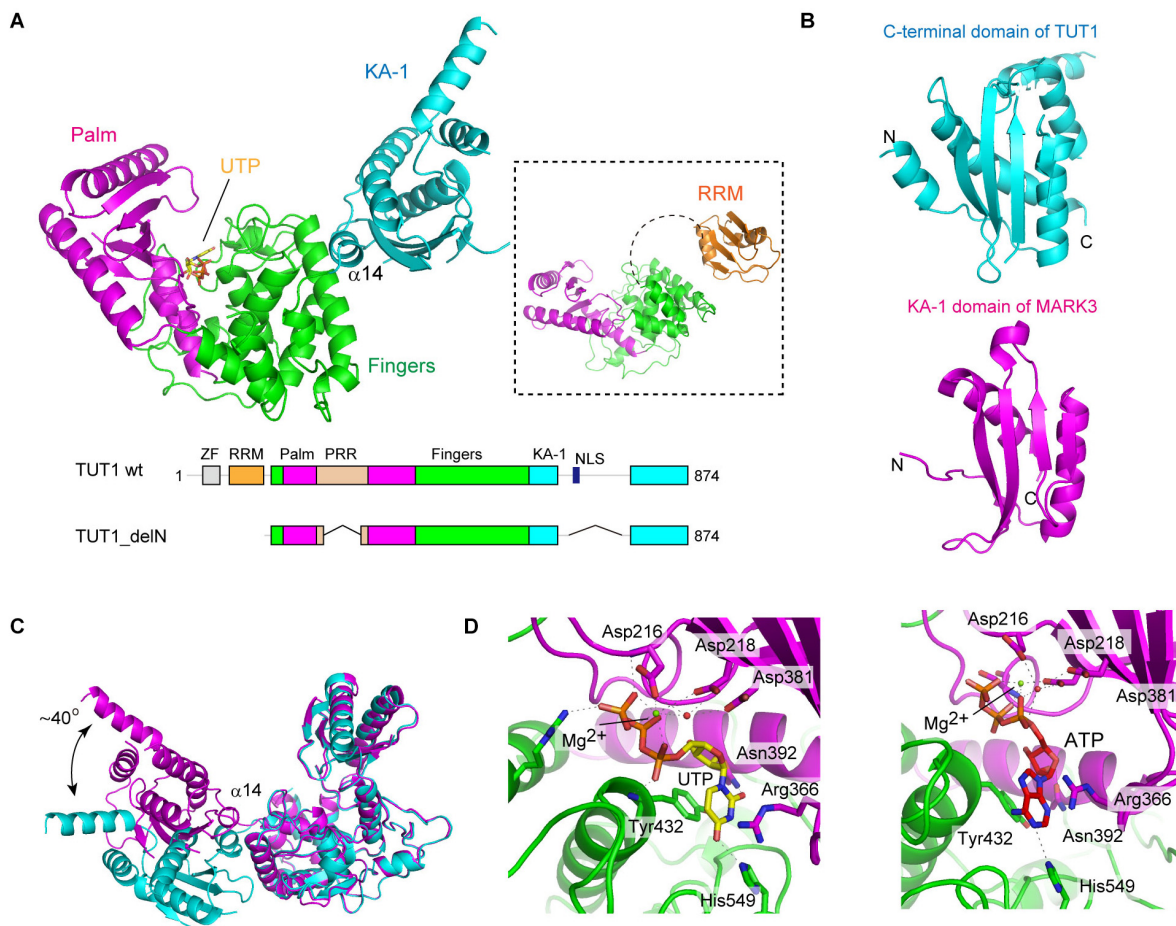 A
KA-1
Palm
UTP
α14
Fingers
RRM
ZF RRM Palm PRR Fingers KA-1 NLS
TUT1 wt 1 874
TUT1_delN 874
B
C-terminal domain of TUT1
N
C
KA-1 domain of MARK3
N
C
C
~40°
α14
D
Asp216
Asp218
Asp381
Mg2+
Asn392
UTP
Arg366
Tyr432
His549
Asp216
Asp218
Asp381
Mg2+
ATP
Arg366
Tyr432
Asn392
His549